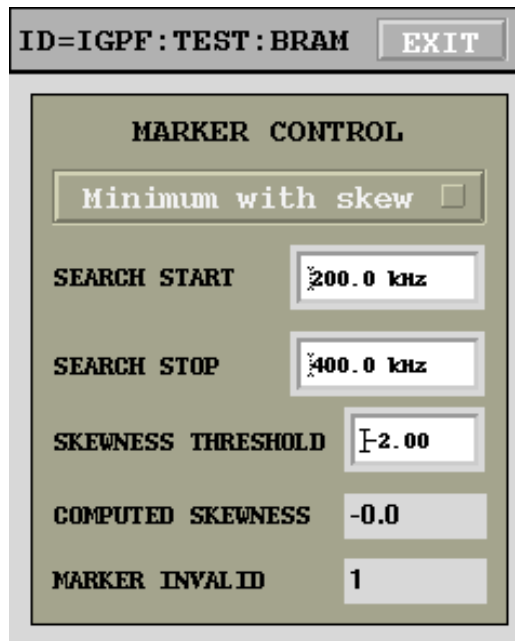 ID=IGPF:TEST:BRAM EXIT
MARKER CONTROL
Minimum with skew
SEARCH START 200.0 kHz
SEARCH STOP 400.0 kHz
SKEWNESS THRESHOLD -2.00
COMPUTED SKEWNESS -0.0
MARKER INVALID 1